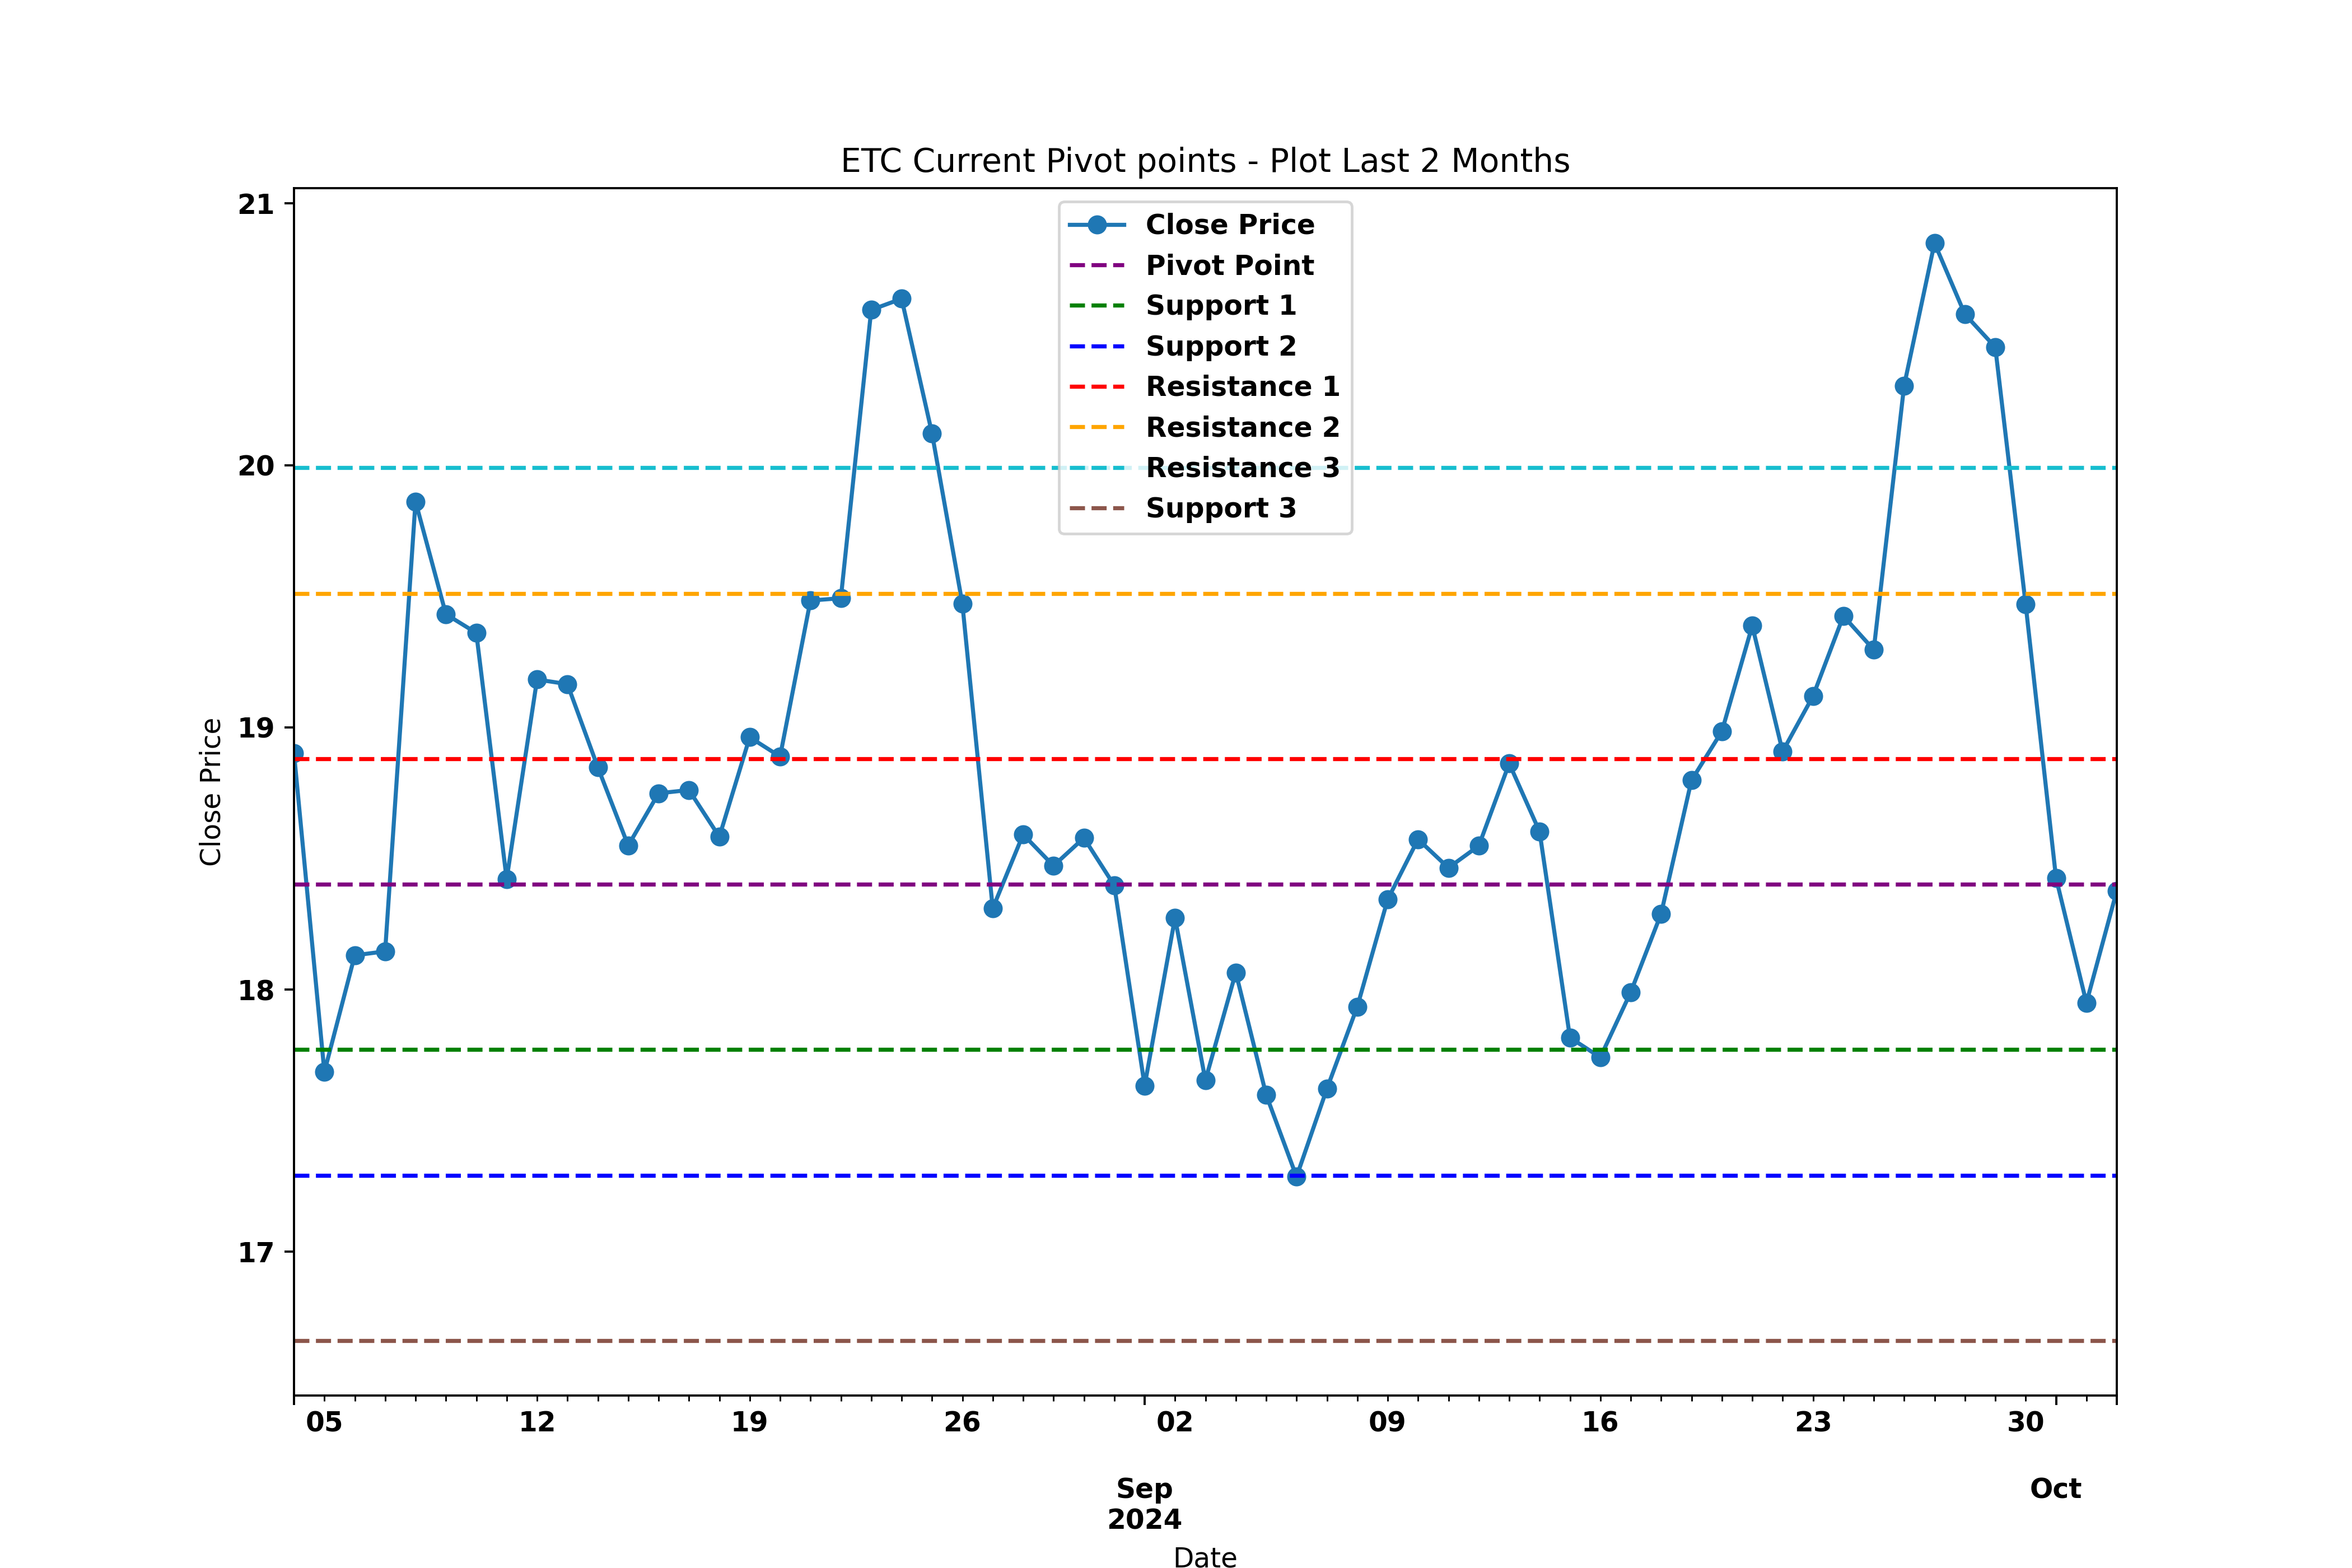 ETC Current Pivot points - Plot Last 2 Months
21
20
19
18
17
Close Price
Close Price
Pivot Point
Support 1
Support 2
Resistance 1
Resistance 2
Resistance 3
Support 3
05 12 19 26 02 09 16 23 30
Sep Oct
2024
Date